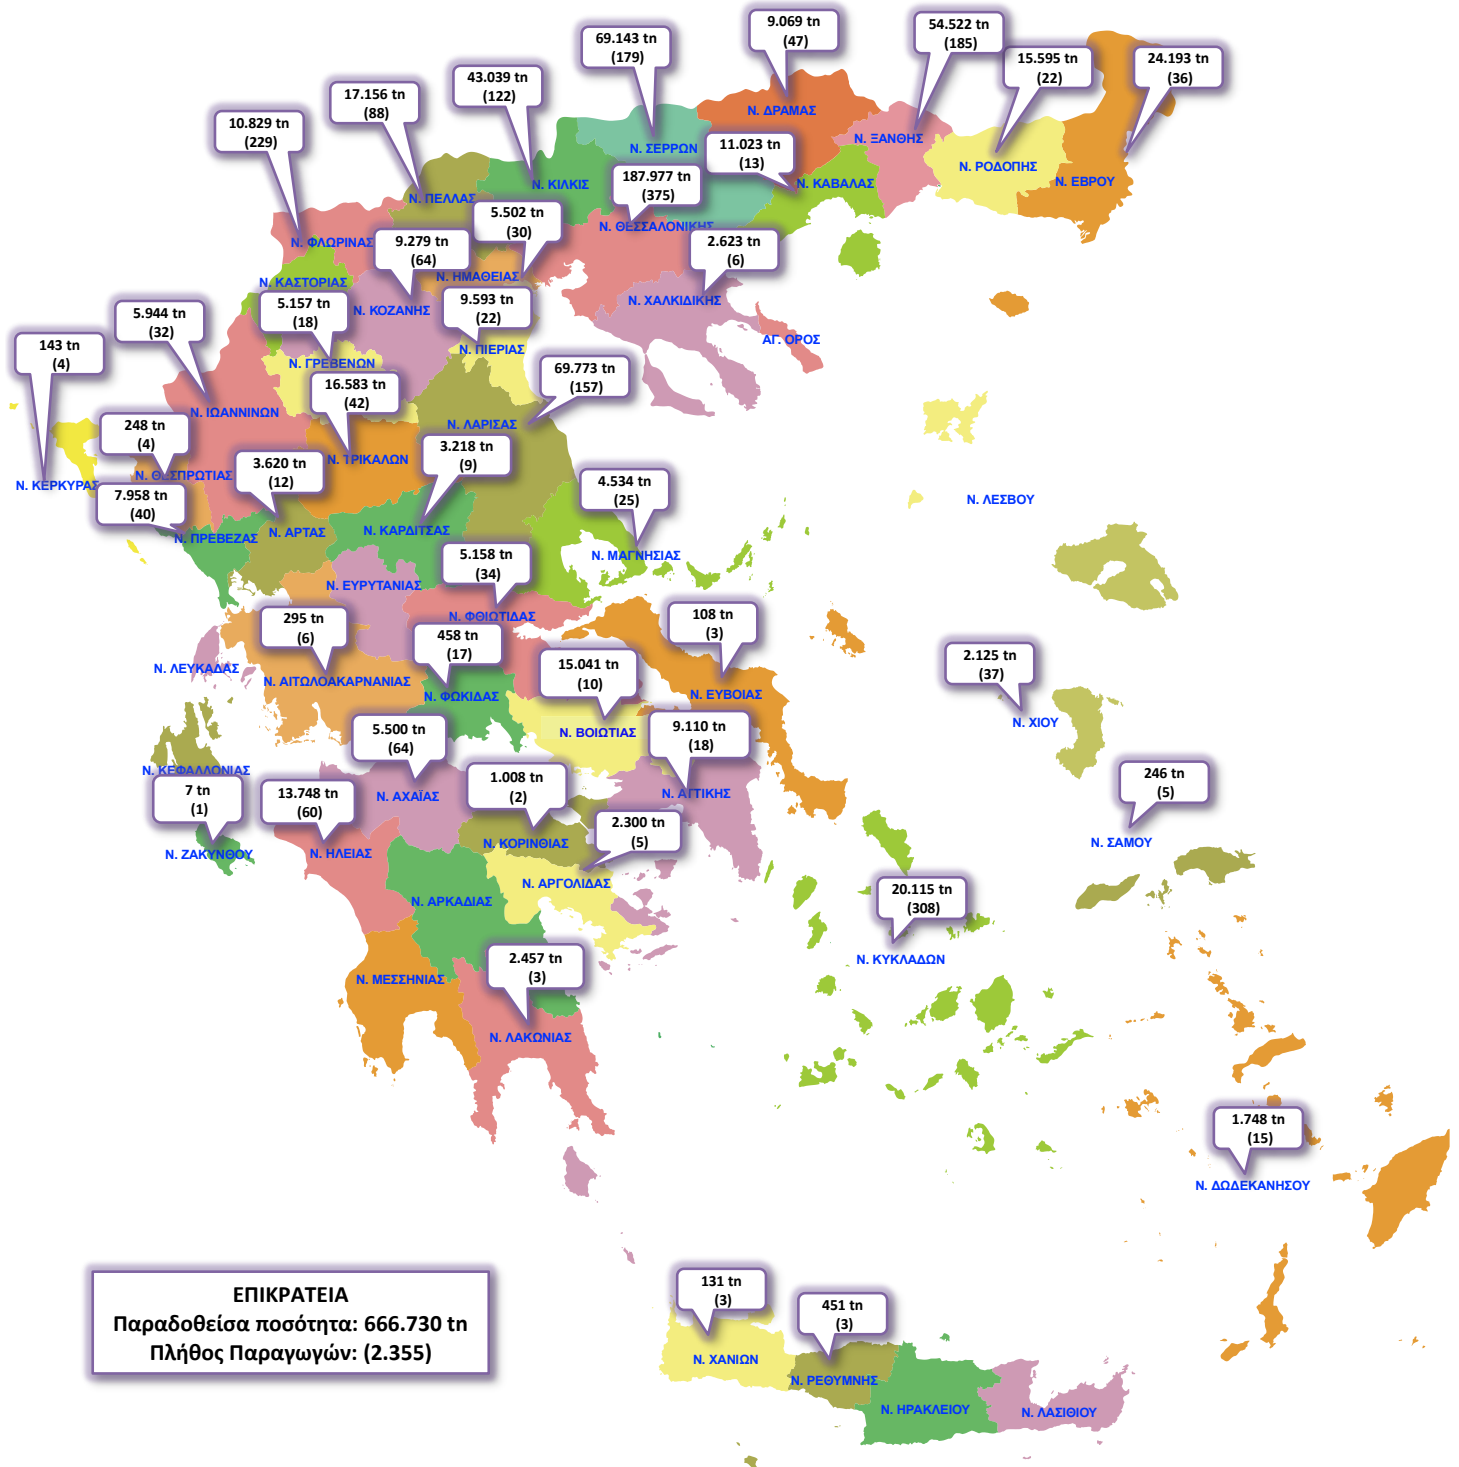 9.069 tn
(47)
54.522 tn
(185)
69.143 tn
(179)
15.595 tn
(22)
24.193 tn
(36)
43.039 tn
(122)
17.156 tn
(88)
10.829 tn
(229)
Ν. ΔΡΑΜΑΣ
Ν. ΞΑΝΘΗΣ
Ν. ΣΕΡΡΩΝ
11.023 tn
(13)
Ν. ΡΟΔΟΠΗΣ
Ν. ΕΒΡΟΥ
Ν. ΚΑΒΑΛΑΣ
187.977 tn
(375)
Ν. ΚΙΛΚΙΣ
Ν. ΠΕΛΛΑΣ
5.502 tn
(30)
Ν. ΘΕΣΣΑΛΟΝΙΚΗΣ
Ν. ΦΛΩΡΙΝΑΣ
9.279 tn
(64)
2.623 tn
(6)
Ν. ΗΜΑΘΕΙΑΣ
Ν. ΚΑΣΤΟΡΙΑΣ
Ν. ΧΑΛΚΙΔΙΚΗΣ
5.157 tn
(18)
Ν. ΚΟΖΑΝΗΣ
9.593 tn
(22)
5.944 tn
(32)
ΑΓ. ΟΡΟΣ
143 tn
(4)
Ν. ΠΙΕΡΙΑΣ
Ν. ΓΡΕΒΕΝΩΝ
69.773 tn
(157)
16.583 tn
(42)
Ν. ΙΩΑΝΝΙΝΩΝ
Ν. ΛΑΡΙΣΑΣ
248 tn
(4)
3.218 tn
(9)
Ν. ΤΡΙΚΑΛΩΝ
3.620 tn
(12)
Ν. ΘΕΣΠΡΩΤΙΑΣ
Ν. ΚΕΡΚΥΡΑΣ
4.534 tn
(25)
7.958 tn
(40)
Ν. ΛΕΣΒΟΥ
Ν. ΠΡΕΒΕΖΑΣ
Ν. ΑΡΤΑΣ
Ν. ΚΑΡΔΙΤΣΑΣ
Ν. ΜΑΓΝΗΣΙΑΣ
5.158 tn
(34)
Ν. ΕΥΡΥΤΑΝΙΑΣ
Ν. ΦΘΙΩΤΙΔΑΣ
295 tn
(6)
458 tn
(17)
108 tn
(3)
2.125 tn
(37)
Ν. ΛΕΥΚΑΔΑΣ
15.041 tn
(10)
Ν. ΑΙΤΩΛΟΑΚΑΡΝΑΝΙΑΣ
Ν. ΦΩΚΙΔΑΣ
Ν. ΕΥΒΟΙΑΣ
Ν. ΧΙΟΥ
5.500 tn
(64)
Ν. ΒΟΙΩΤΙΑΣ
9.110 tn
(18)
Ν. ΚΕΦΑΛΛΟΝΙΑΣ
7 tn
(1)
13.748 tn
(60)
Ν. ΑΧΑΪΑΣ
1.008 tn
(2)
Ν. ΑΤΤΙΚΗΣ
246 tn
(5)
2.300 tn
(5)
Ν. ΖΑΚΥΝΘΟΥ
Ν. ΗΛΕΙΑΣ
Ν. ΚΟΡΙΝΘΙΑΣ
Ν. ΣΑΜΟΥ
Ν. ΑΡΓΟΛΙΔΑΣ
20.115 tn
(308)
Ν. ΑΡΚΑΔΙΑΣ
Ν. ΚΥΚΛΑΔΩΝ
2.457 tn
(3)
Ν. ΜΕΣΣΗΝΙΑΣ
Ν. ΛΑΚΩΝΙΑΣ
1.748 tn
(15)
Ν. ΔΩΔΕΚΑΝΗΣΟΥ
ΕΠΙΚΡΑΤΕΙΑ
Παραδοθείσα ποσότητα: 666.730 tn
Πλήθος Παραγωγών: (2.355)
131 tn
(3)
451 tn
(3)
Ν. ΧΑΝΙΩΝ
Ν. ΡΕΘΥΜΝΗΣ
Ν. ΗΡΑΚΛΕΙΟΥ
Ν. ΛΑΣΙΘΙΟΥ